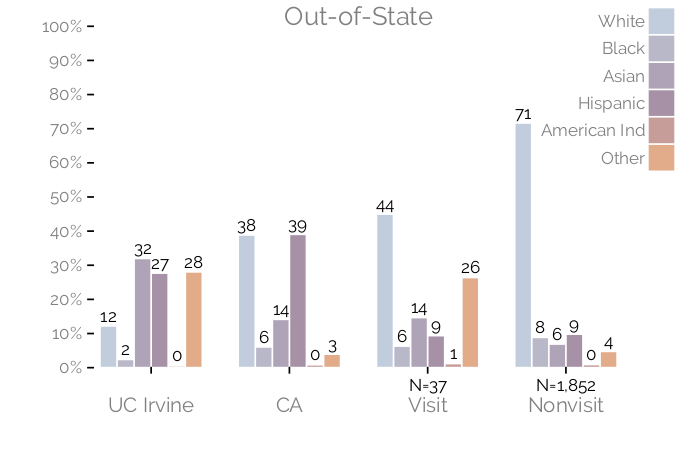 Out-of-State
100%
90%
80%
70%
60%
50%
40%
30%
20%
10%
0%
White
Black
Asian
Hispanic
American Ind
Other
12
2
32
27
0
28
38
6
14
39
0
3
44
6
14
9
1
26
71
8
6
9
0
4
N=37
N=1,852
UC Irvine
CA
Visit
Nonvisit